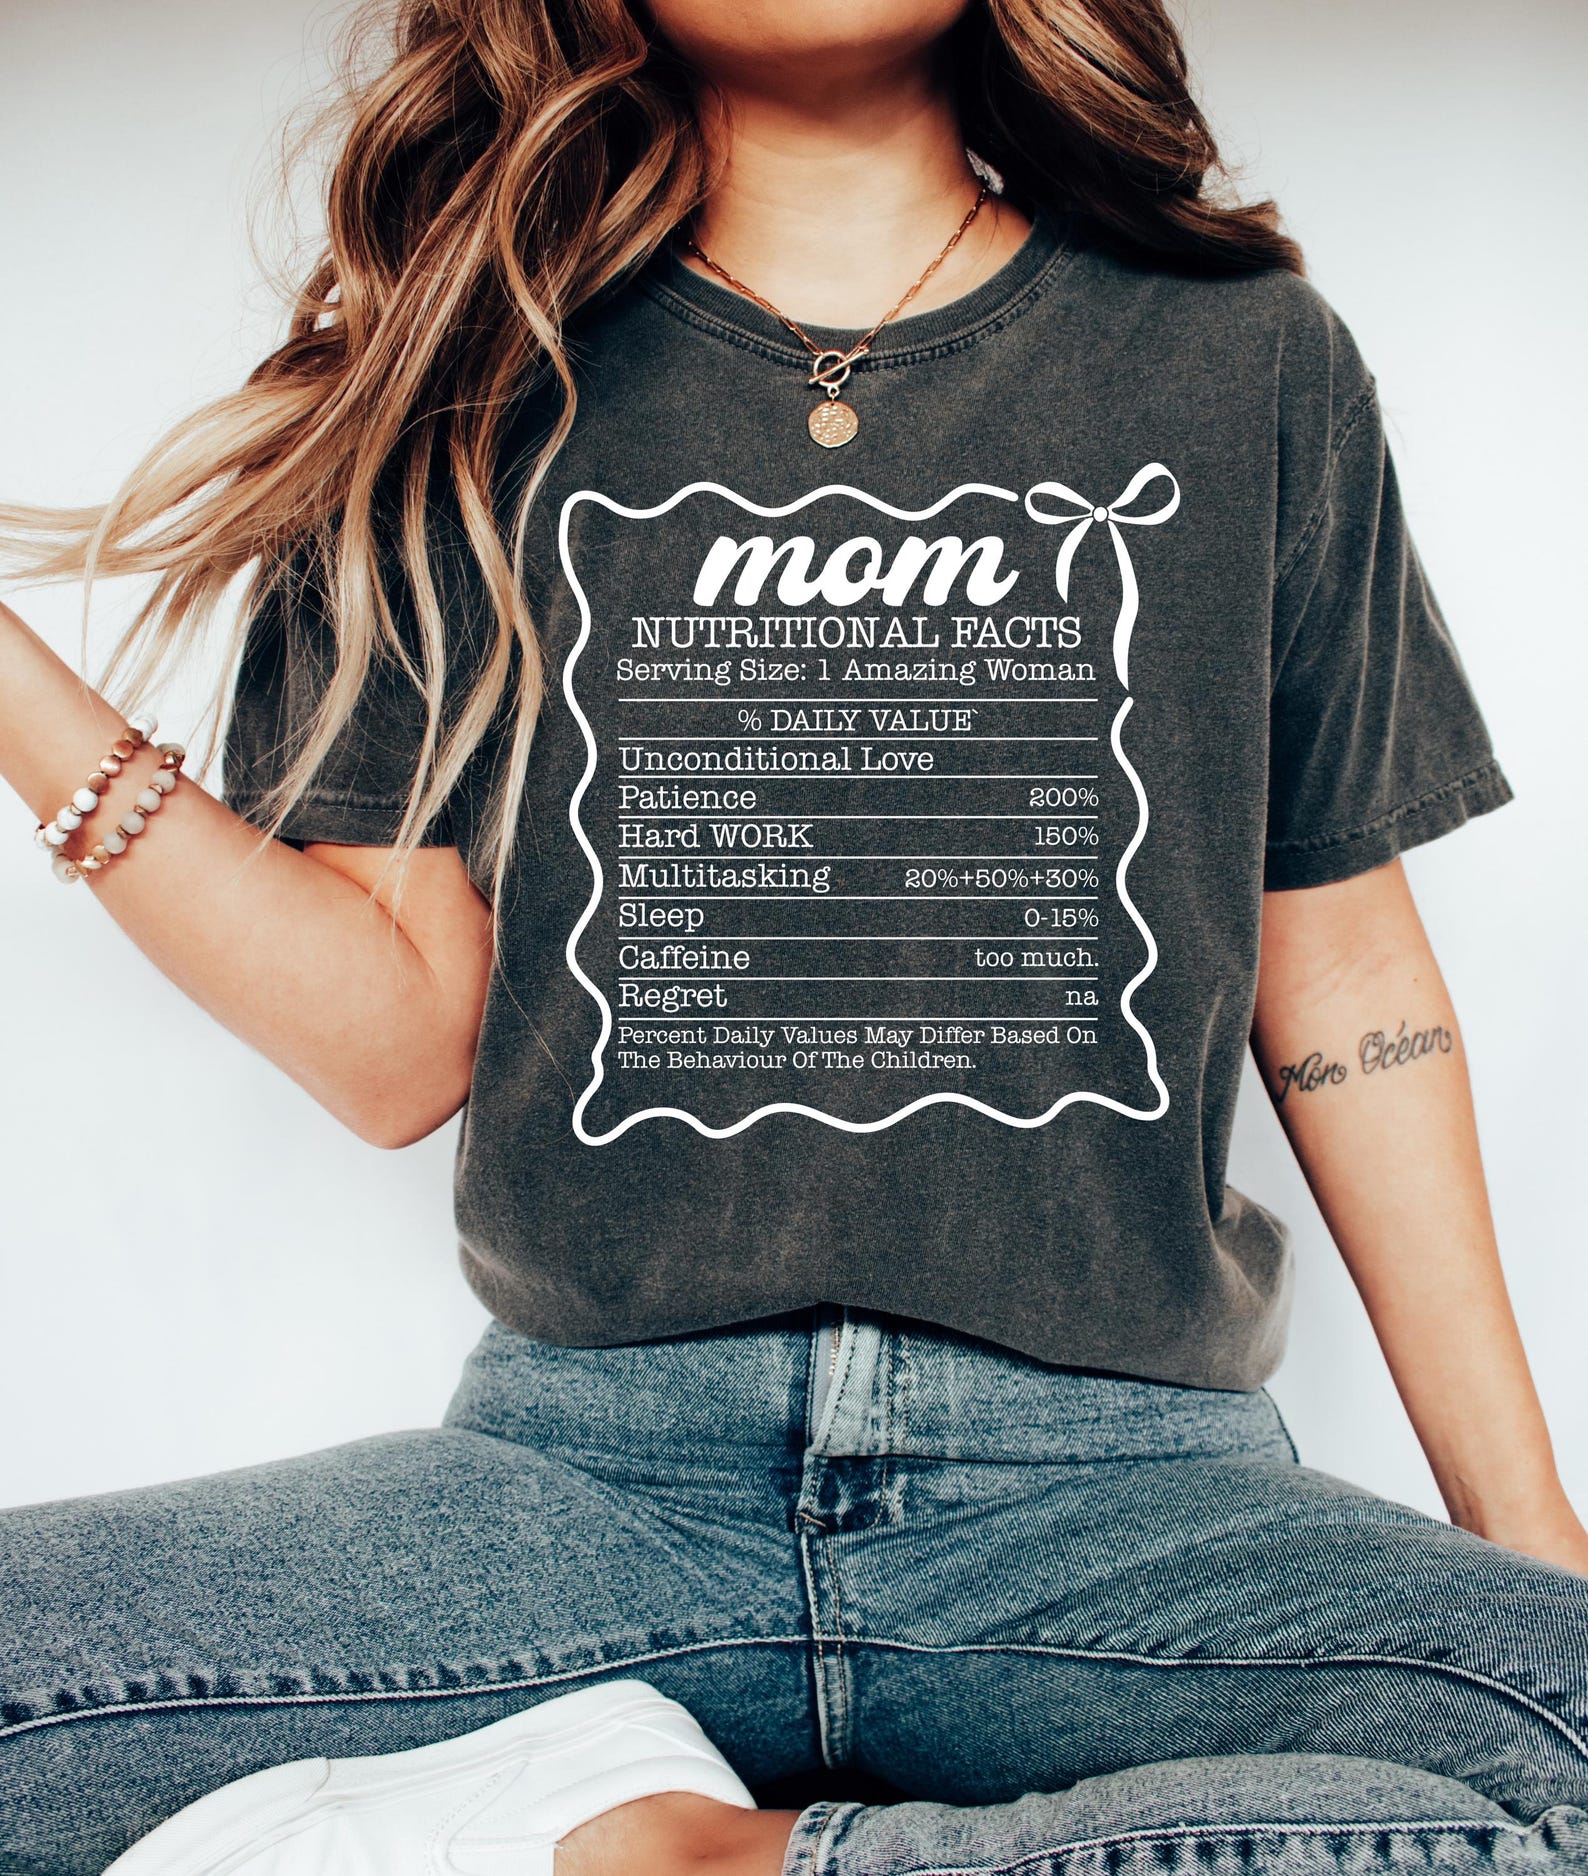 mom
NUTRITIONAL FACTS
Serving Size: 1 Amazing Woman
% DAILY VALUE`
Unconditional Love
Patience 200%
Hard WORK 150%
Multitasking 20%+50%+30%
Sleep 0-15%
Caffeine too much.
Regret na
Percent Daily Values May Differ Based On
The Behaviour Of The Children.
Mon Océan